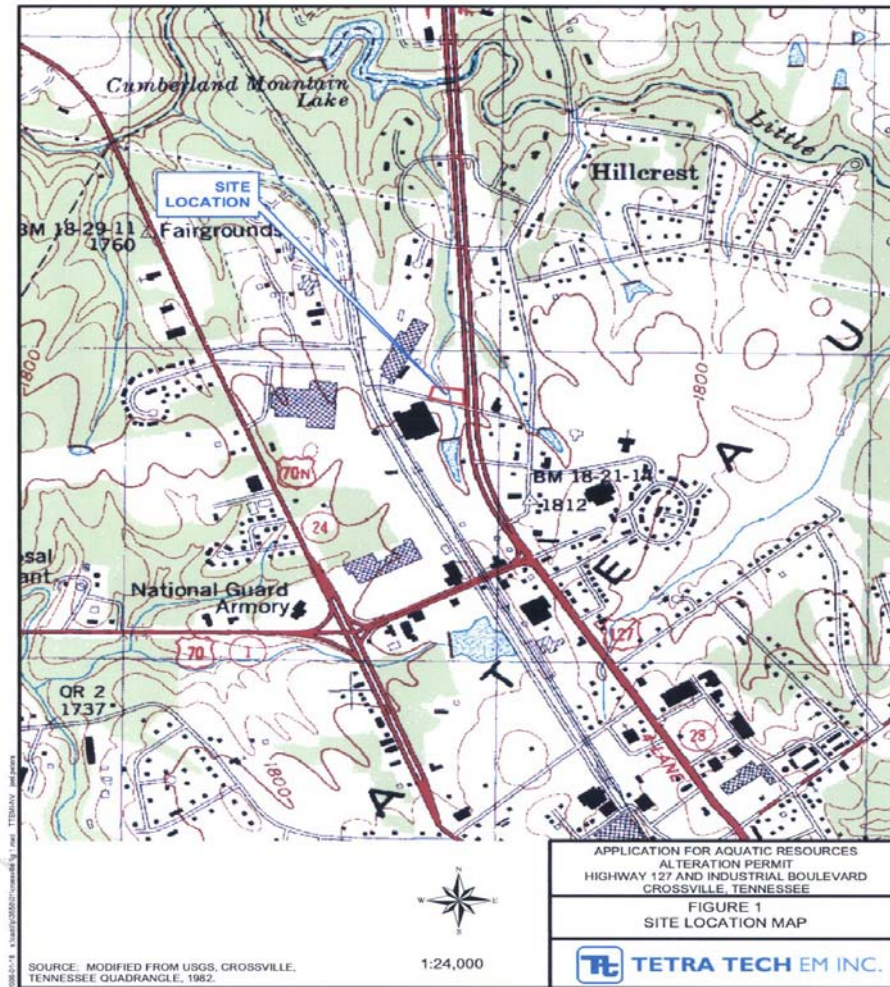 Cumberland Mountain
Lake
Little
Hillcrest
SITE
LOCATION
BM 18-29-11
1760
Fairgrounds
U
1800
1800
70N
BM 18-21-14
1812
A
24
E
National Guard
Armory
T
127
70
1
T
OR 2
1737
28
4 LANE
1800
A
APPLICATION FOR AQUATIC RESOURCES
ALTERATION PERMIT
HIGHWAY 127 AND INDUSTRIAL BOULEVARD
CROSSVILLE, TENNESSEE
FIGURE 1
SITE LOCATION MAP
N
W E
S
SOURCE: MODIFIED FROM USGS, CROSSVILLE,
TENNESSEE QUADRANGLE, 1982.
1:24,000
TETRA TECH EM INC.